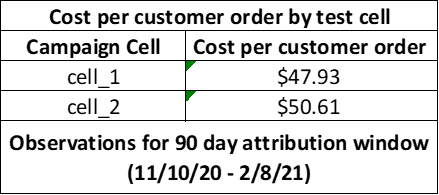 Cost per customer order by test cell
Campaign Cell Cost per customer order
cell_1 $47.93
cell_2 $50.61
Observations for 90 day attribution window
(11/10/20 - 2/8/21)